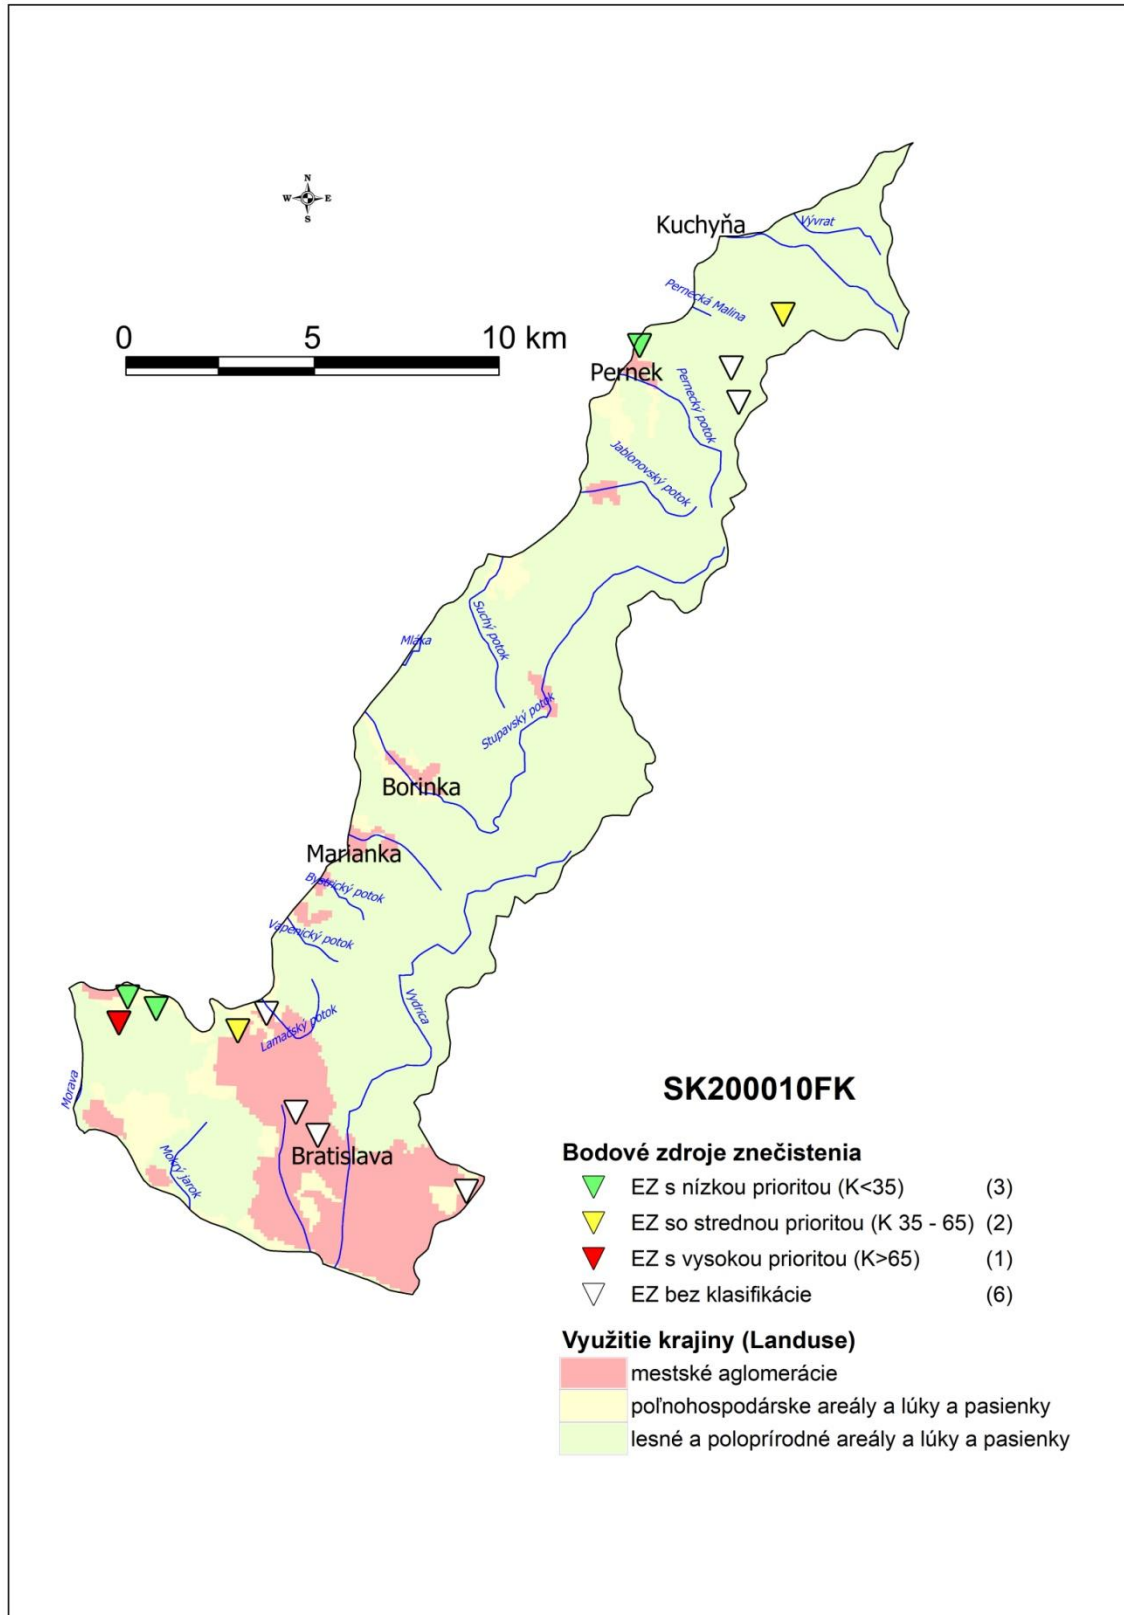 N
W E
S
Kuchyňa
Vývrat
Pernecká Malina
0 5 10 km
Pernek
Pernecký potok
Jablonovský potok
Suchý potok
Mláka
Stupavský potok
Borinka
Marianka
Bystrický potok
Vápenický potok
Vydrica
Lamačský potok
Morava
Mokrý jarok
Bratislava
SK200010FK
Bodové zdroje znečistenia
EZ s nízkou prioritou (K<35) (3)
EZ so strednou prioritou (K 35 - 65) (2)
EZ s vysokou prioritou (K>65) (1)
EZ bez klasifikácie (6)
Využitie krajiny (Landuse)
mestské aglomerácie
poľnohospodárske areály a lúky a pasienky
lesné a poloprírodné areály a lúky a pasienky